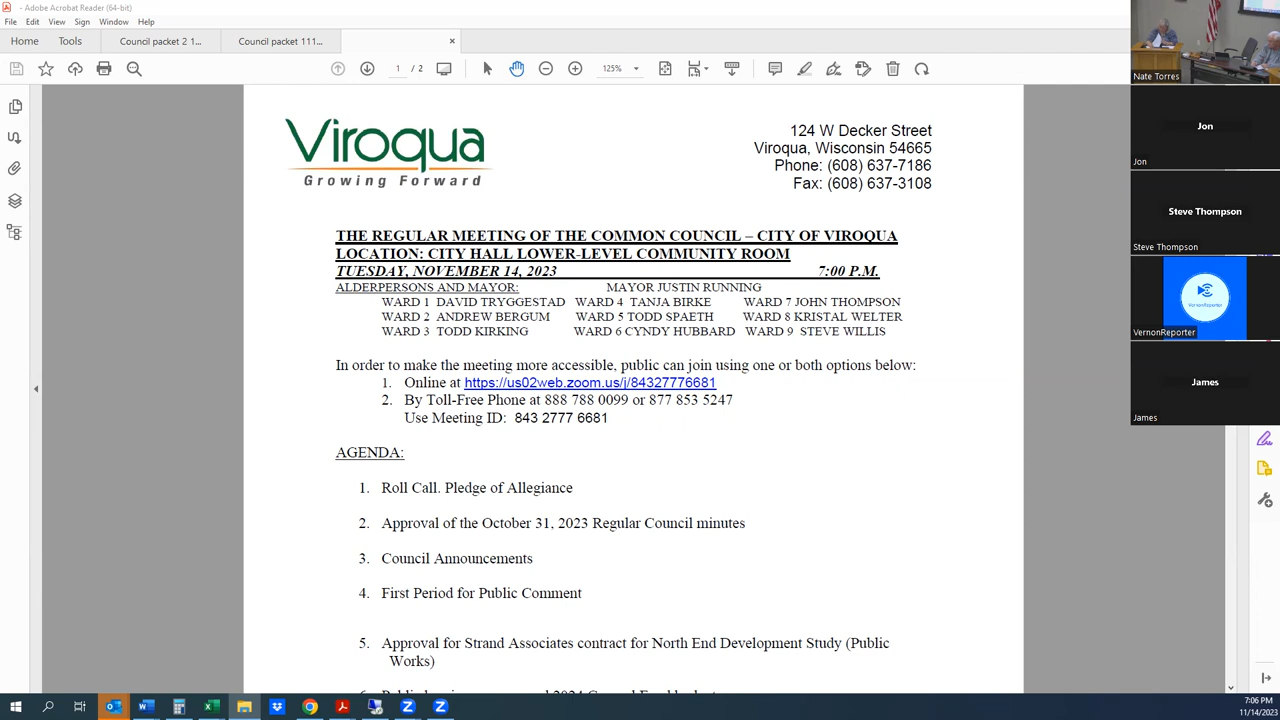 - Adobe Acrobat Reader (64-bit)
File Edit View Sign Window Help
Home Tools Council packet 2 1... Council packet 111... ×
1 / 2 125%
Viroqua
Growing Forward
124 W Decker Street
Viroqua, Wisconsin 54665
Phone: (608) 637-7186
Fax: (608) 637-3108
THE REGULAR MEETING OF THE COMMON COUNCIL – CITY OF VIROQUA
LOCATION: CITY HALL LOWER-LEVEL COMMUNITY ROOM
TUESDAY, NOVEMBER 14, 2023 7:00 P.M.
ALDERPERSONS AND MAYOR: MAYOR JUSTIN RUNNING
WARD 1 DAVID TRYGGESTAD WARD 4 TANJA BIRKE WARD 7 JOHN THOMPSON
WARD 2 ANDREW BERGUM WARD 5 TODD SPAETH WARD 8 KRISTAL WELTER
WARD 3 TODD KIRKING WARD 6 CYNDY HUBBARD WARD 9 STEVE WILLIS
In order to make the meeting more accessible, public can join using one or both options below:
1. Online at https://us02web.zoom.us/j/84327776681
2. By Toll-Free Phone at 888 788 0099 or 877 853 5247
Use Meeting ID: 843 2777 6681
AGENDA:
1. Roll Call. Pledge of Allegiance
2. Approval of the October 31, 2023 Regular Council minutes
3. Council Announcements
4. First Period for Public Comment
5. Approval for Strand Associates contract for North End Development Study (Public
Works)
Nate Torres
Jon
Jon
Steve Thompson
Steve Thompson
VernonReporter
VernonReporter
James
James
7:06 PM
11/14/2023